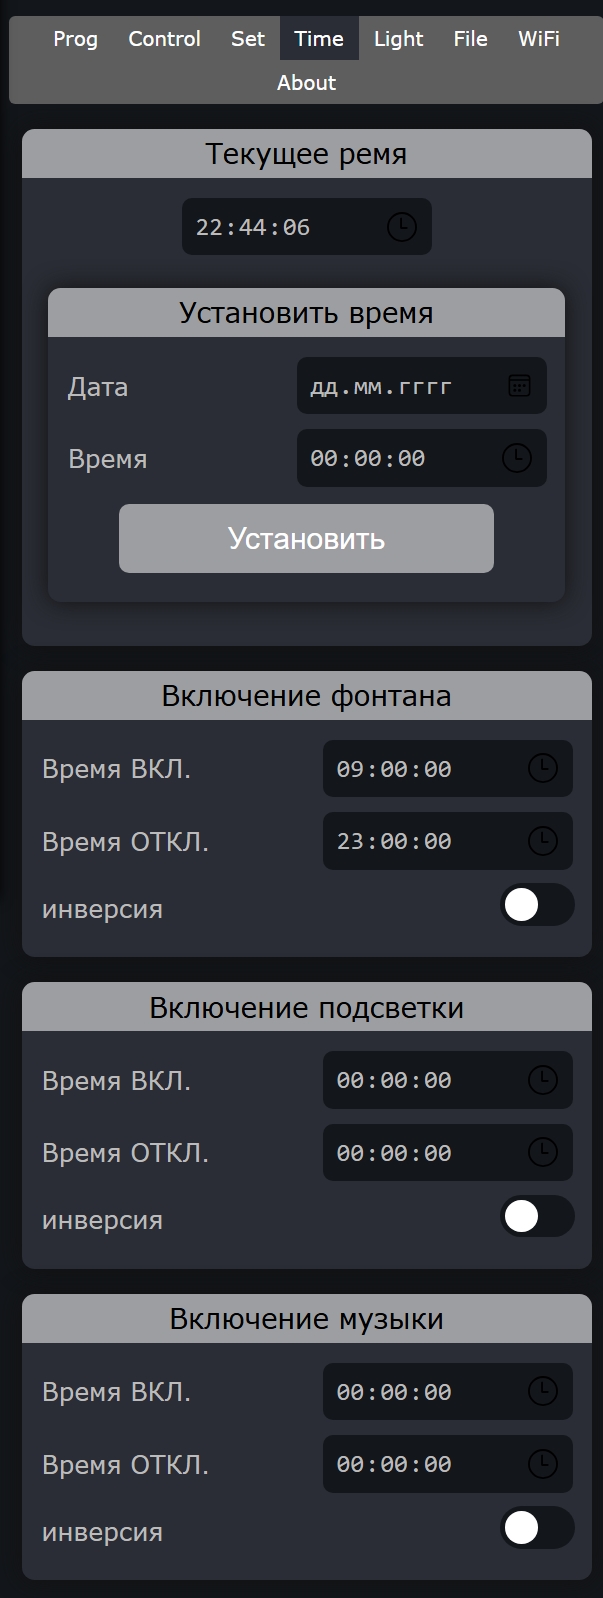 Prog Control Set Time Light File WiFi
About
Текущее ремя
22:44:06
Установить время
Дата дд.мм.гггг
Время 00:00:00
Установить
Включение фонтана
Время ВКЛ. 09:00:00
Время ОТКЛ. 23:00:00
инверсия
Включение подсветки
Время ВКЛ. 00:00:00
Время ОТКЛ. 00:00:00
инверсия
Включение музыки
Время ВКЛ. 00:00:00
Время ОТКЛ. 00:00:00
инверсия